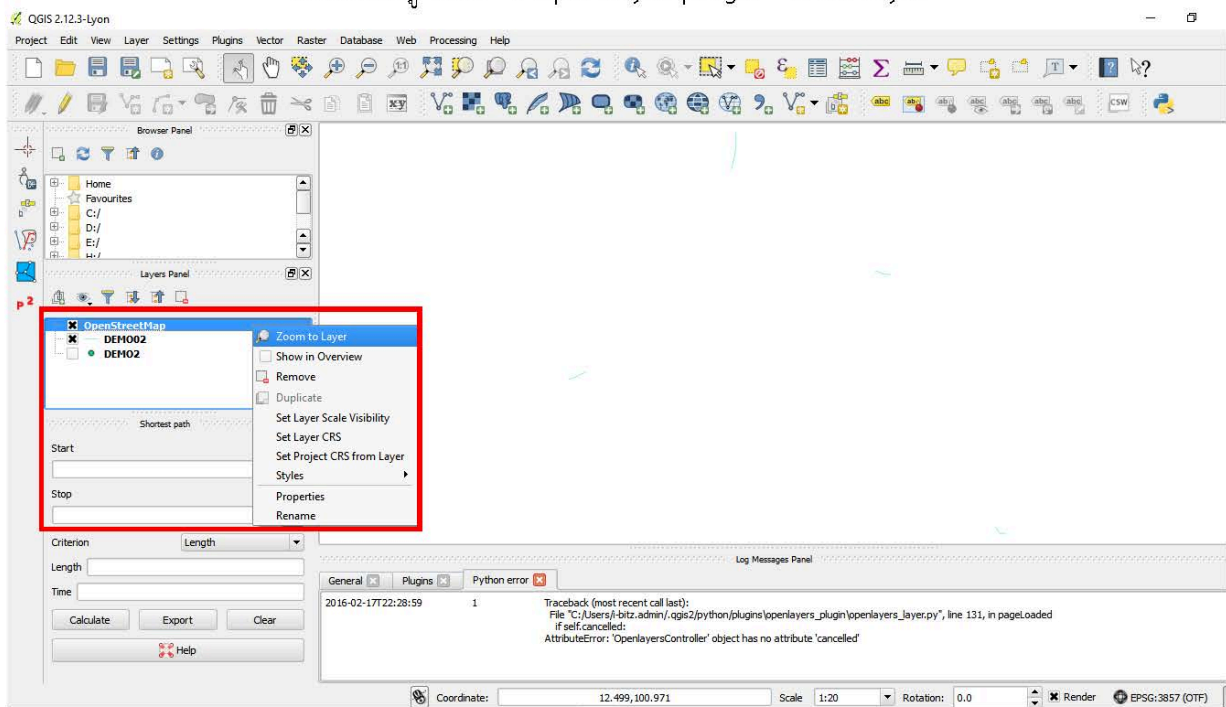 QGIS 2.12.3-Lyon
Project Edit View Layer Settings Plugins Vector Raster Database Web Processing Help
Browser Panel
Home
Favourites
C:/
D:/
E:/
H:/
Layers Panel
OpenStreetMap
DEMO02
DEMO2
Zoom to Layer
Show in Overview
Remove
Duplicate
Set Layer Scale Visibility
Set Layer CRS
Set Project CRS from Layer
Styles
Properties
Rename
Shortest path
Start
Stop
Criterion Length
Length
Time
Calculate Export Clear
Help
Log Messages Panel
General Plugins Python error
2016-02-17T22:28:59 1 Traceback (most recent call last):
File "C:/Users/i-bitz.admin/.qgis2/python/plugins\openlayers_plugin\openlayers_layer.py", line 131, in pageLoaded
if self.cancelled:
AttributeError: 'OpenlayersController' object has no attribute 'cancelled'
Coordinate: 12.499,100.971 Scale 1:20 Rotation: 0.0 Render EPSG:3857 (OTF)